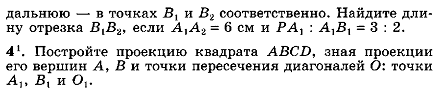 дальнюю — в точках B₁ и B₂ соответственно. Найдите дли-
ну отрезка B₁B₂, если A₁A₂ = 6 см и PA₁ : A₁B₁ = 3 : 2.
4¹. Постройте проекцию квадрата ABCD, зная проекции
его вершин A, B и точки пересечения диагоналей O: точки
A₁, B₁ и O₁.